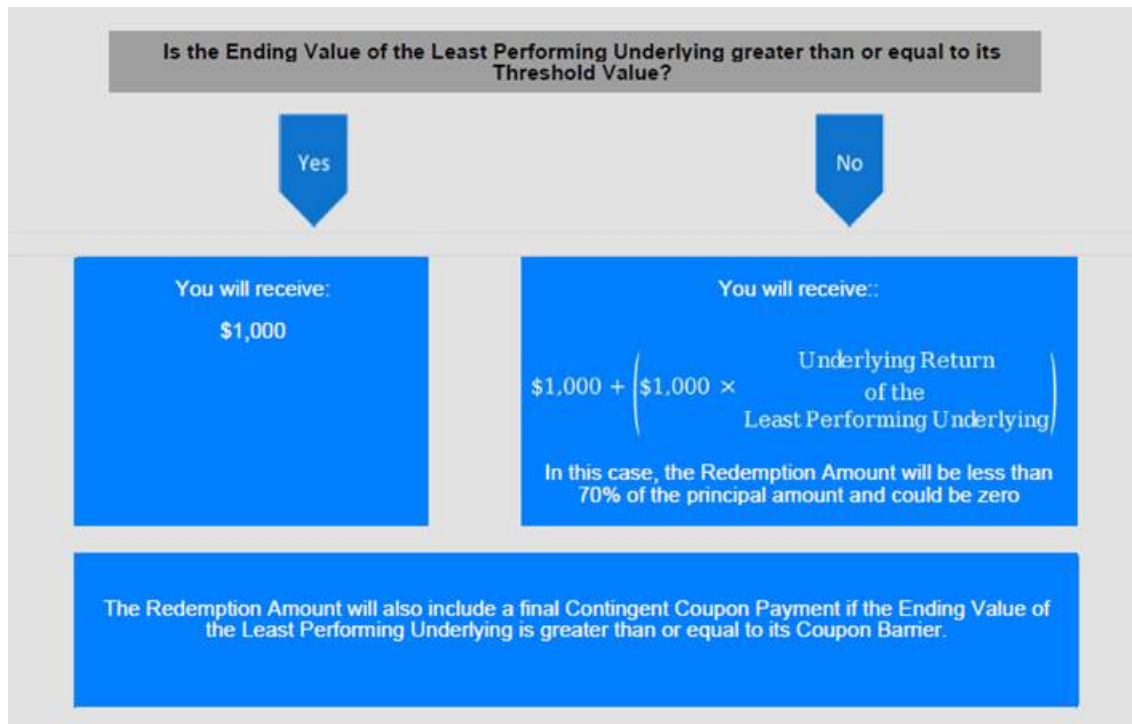 Is the Ending Value of the Least Performing Underlying greater than or equal to its
Threshold Value?
Yes
No
You will receive:
$1,000
You will receive::
$1,000 + ($1,000 × Underlying Return
of the
Least Performing Underlying)
In this case, the Redemption Amount will be less than
70% of the principal amount and could be zero
The Redemption Amount will also include a final Contingent Coupon Payment if the Ending Value of
the Least Performing Underlying is greater than or equal to its Coupon Barrier.